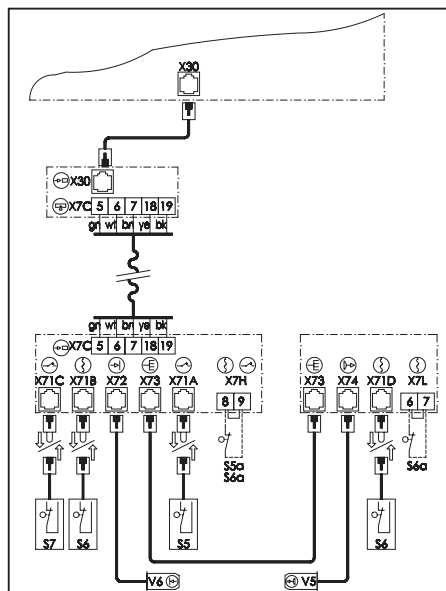 X30
X30
X7C 5 6 7 18 19
gn wt bn ye bk
gn wt bn ye bk
X7C 5 6 7 18 19
X71C X71B X72 X73 X71A X7H X73 X74 X71D X7L
8 9 6 7
S5a S6a
S6a
S7 S6 S5 S6
V6 V5